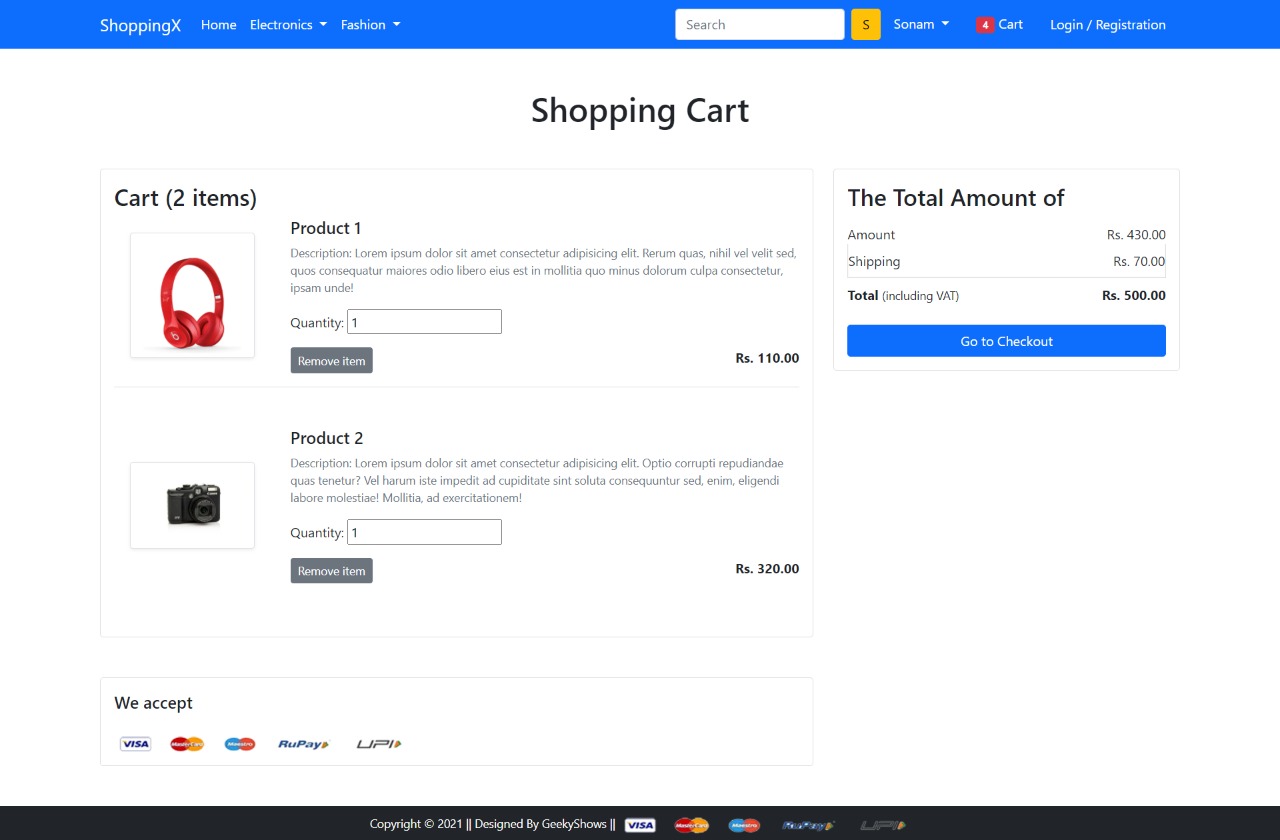 ShoppingX Home Electronics Fashion Search S Sonam 4 Cart Login / Registration
Shopping Cart
Cart (2 items)
Product 1
Description: Lorem ipsum dolor sit amet consectetur adipisicing elit. Rerum quas, nihil vel velit sed,
quos consequatur maiores odio libero eius est in mollitia quo minus dolorum culpa consectetur,
ipsam unde!
Quantity: 1
Remove item Rs. 110.00
Product 2
Description: Lorem ipsum dolor sit amet consectetur adipisicing elit. Optio corrupti repudiandae
quas tenetur? Vel harum iste impedit ad cupiditate sint soluta consequuntur sed, enim, eligendi
labore molestiae! Mollitia, ad exercitationem!
Quantity: 1
Remove item Rs. 320.00
The Total Amount of
Amount Rs. 430.00
Shipping Rs. 70.00
Total (including VAT) Rs. 500.00
Go to Checkout
We accept
VISA MasterCard Maestro RuPay UPI
Copyright © 2021 || Designed By GeekyShows || VISA MasterCard Maestro RuPay UPI